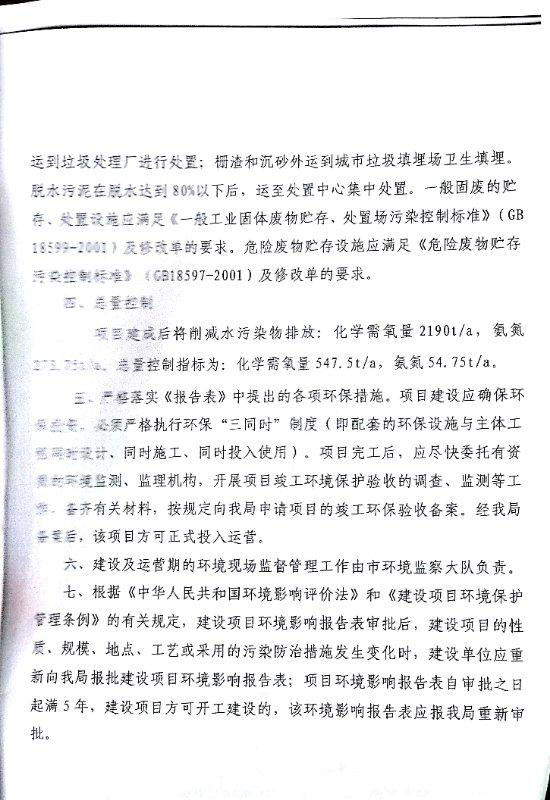 运到垃圾处理厂进行处置；栅渣和沉砂外运到城市垃圾填埋场卫生填埋。
脱水污泥在脱水达到80%以下后，运至处置中心集中处置。一般固废的贮
存、处置设施应满足《一般工业固体废物贮存、处置场污染控制标准》（GB
18599-2001）及修改单的要求。危险废物贮存设施应满足《危险废物贮存
污染控制标准》（GB18597-2001）及修改单的要求。
四、总量控制
项目建成后将削减水污染物排放：化学需氧量2190t/a，氨氮
273.75t/a。总量控制指标为：化学需氧量547.5t/a，氨氮54.75t/a。
五、严格落实《报告表》中提出的各项环保措施。项目建设应确保环
保投资，必须严格执行环保“三同时”制度（即配套的环保设施与主体工
程同时设计、同时施工、同时投入使用）。项目完工后，应尽快委托有资
质的环境监测、监理机构，开展项目竣工环境保护验收的调查、监测等工
作，备齐有关材料，按规定向我局申请项目的竣工环保验收备案。经我局
备案后，该项目方可正式投入运营。
六、建设及运营期的环境现场监督管理工作由市环境监察大队负责。
七、根据《中华人民共和国环境影响评价法》和《建设项目环境保护
管理条例》的有关规定，建设项目环境影响报告表审批后，建设项目的性
质、规模、地点、工艺或采用的污染防治措施发生变化时，建设单位应重
新向我局报批建设项目环境影响报告表；项目环境影响报告表自审批之日
起满5年，建设项目方可开工建设的，该环境影响报告表应报我局重新审
批。